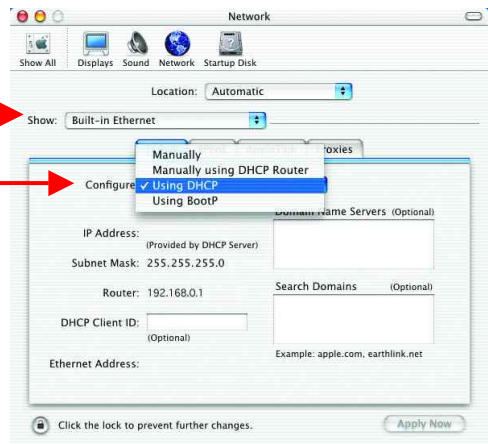 Network
Show All
Displays
Sound
Network
Startup Disk
Location: Automatic
Show: Built-in Ethernet
Proxies
Manually
Manually using DHCP Router
Configure ✓ Using DHCP
Using BootP
Domain Name Servers (Optional)
IP Address:
(Provided by DHCP Server)
Subnet Mask: 255.255.255.0
Router: 192.168.0.1
Search Domains (Optional)
DHCP Client ID:
(Optional)
Example: apple.com, earthlink.net
Ethernet Address:
Click the lock to prevent further changes.
Apply Now